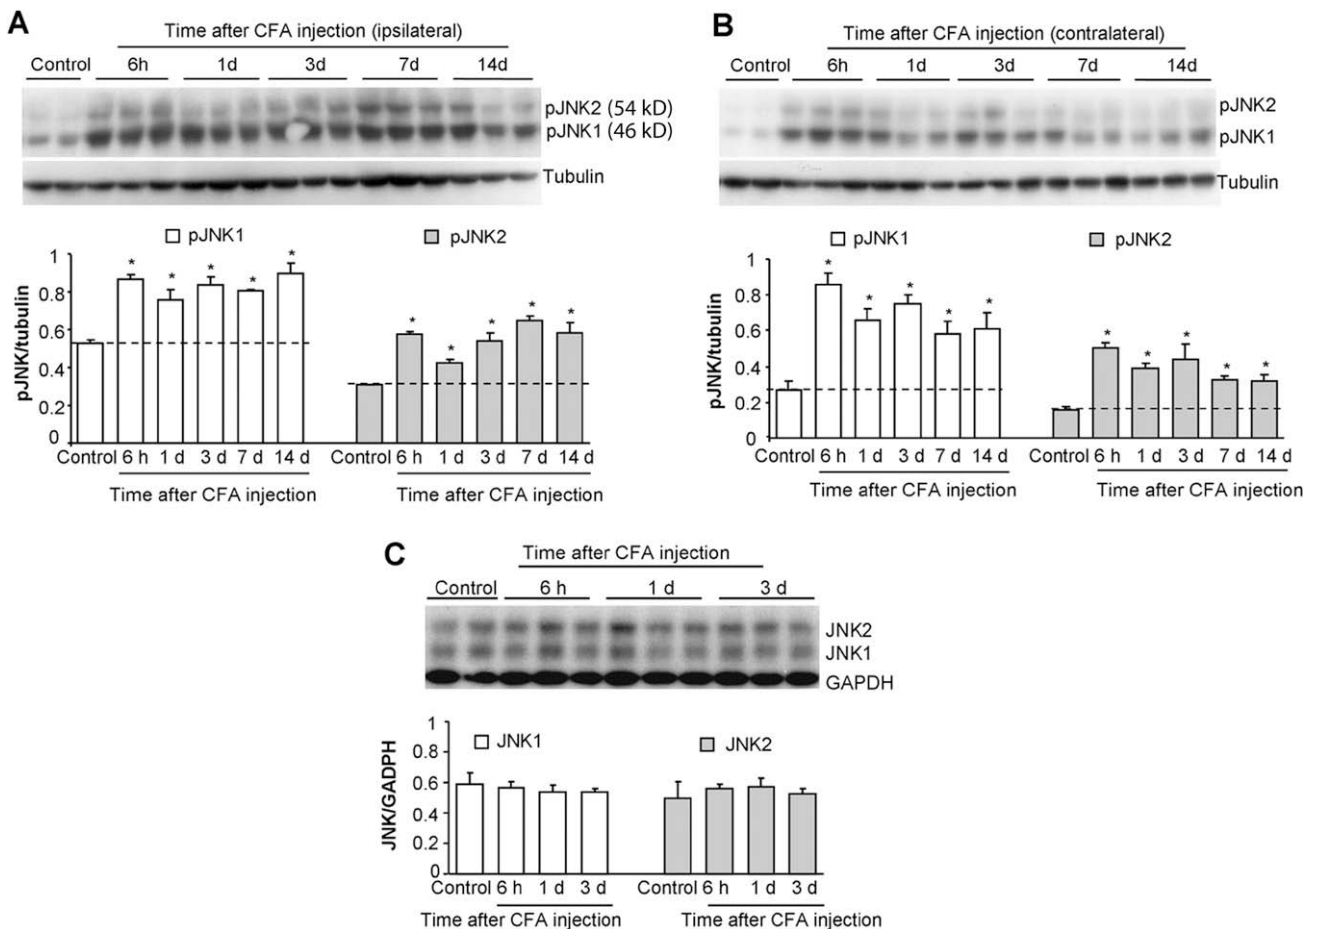 A
Time after CFA injection (ipsilateral)
Control 6h 1d 3d 7d 14d
pJNK2 (54 kD)
pJNK1 (46 kD)
Tubulin
pJNK1 pJNK2
pJNK/tubulin
1
0.8
0.6
0.4
0.2
0
* * * * * * * * * *
Control 6 h 1 d 3 d 7 d 14 d Control 6 h 1 d 3 d 7 d 14 d
Time after CFA injection Time after CFA injection
B
Time after CFA injection (contralateral)
Control 6h 1d 3d 7d 14d
pJNK2
pJNK1
Tubulin
pJNK1 pJNK2
pJNK/tubulin
1
0.8
0.6
0.4
0.2
0
* * * * * * * * * *
Control 6 h 1 d 3 d 7 d 14 d Control 6 h 1 d 3 d 7 d 14 d
Time after CFA injection Time after CFA injection
C
Time after CFA injection
Control 6 h 1 d 3 d
JNK2
JNK1
GAPDH
JNK1 JNK2
JNK/GADPH
1
0.8
0.6
0.4
0.2
0
Control 6 h 1 d 3 d Control 6 h 1 d 3 d
Time after CFA injection Time after CFA injection